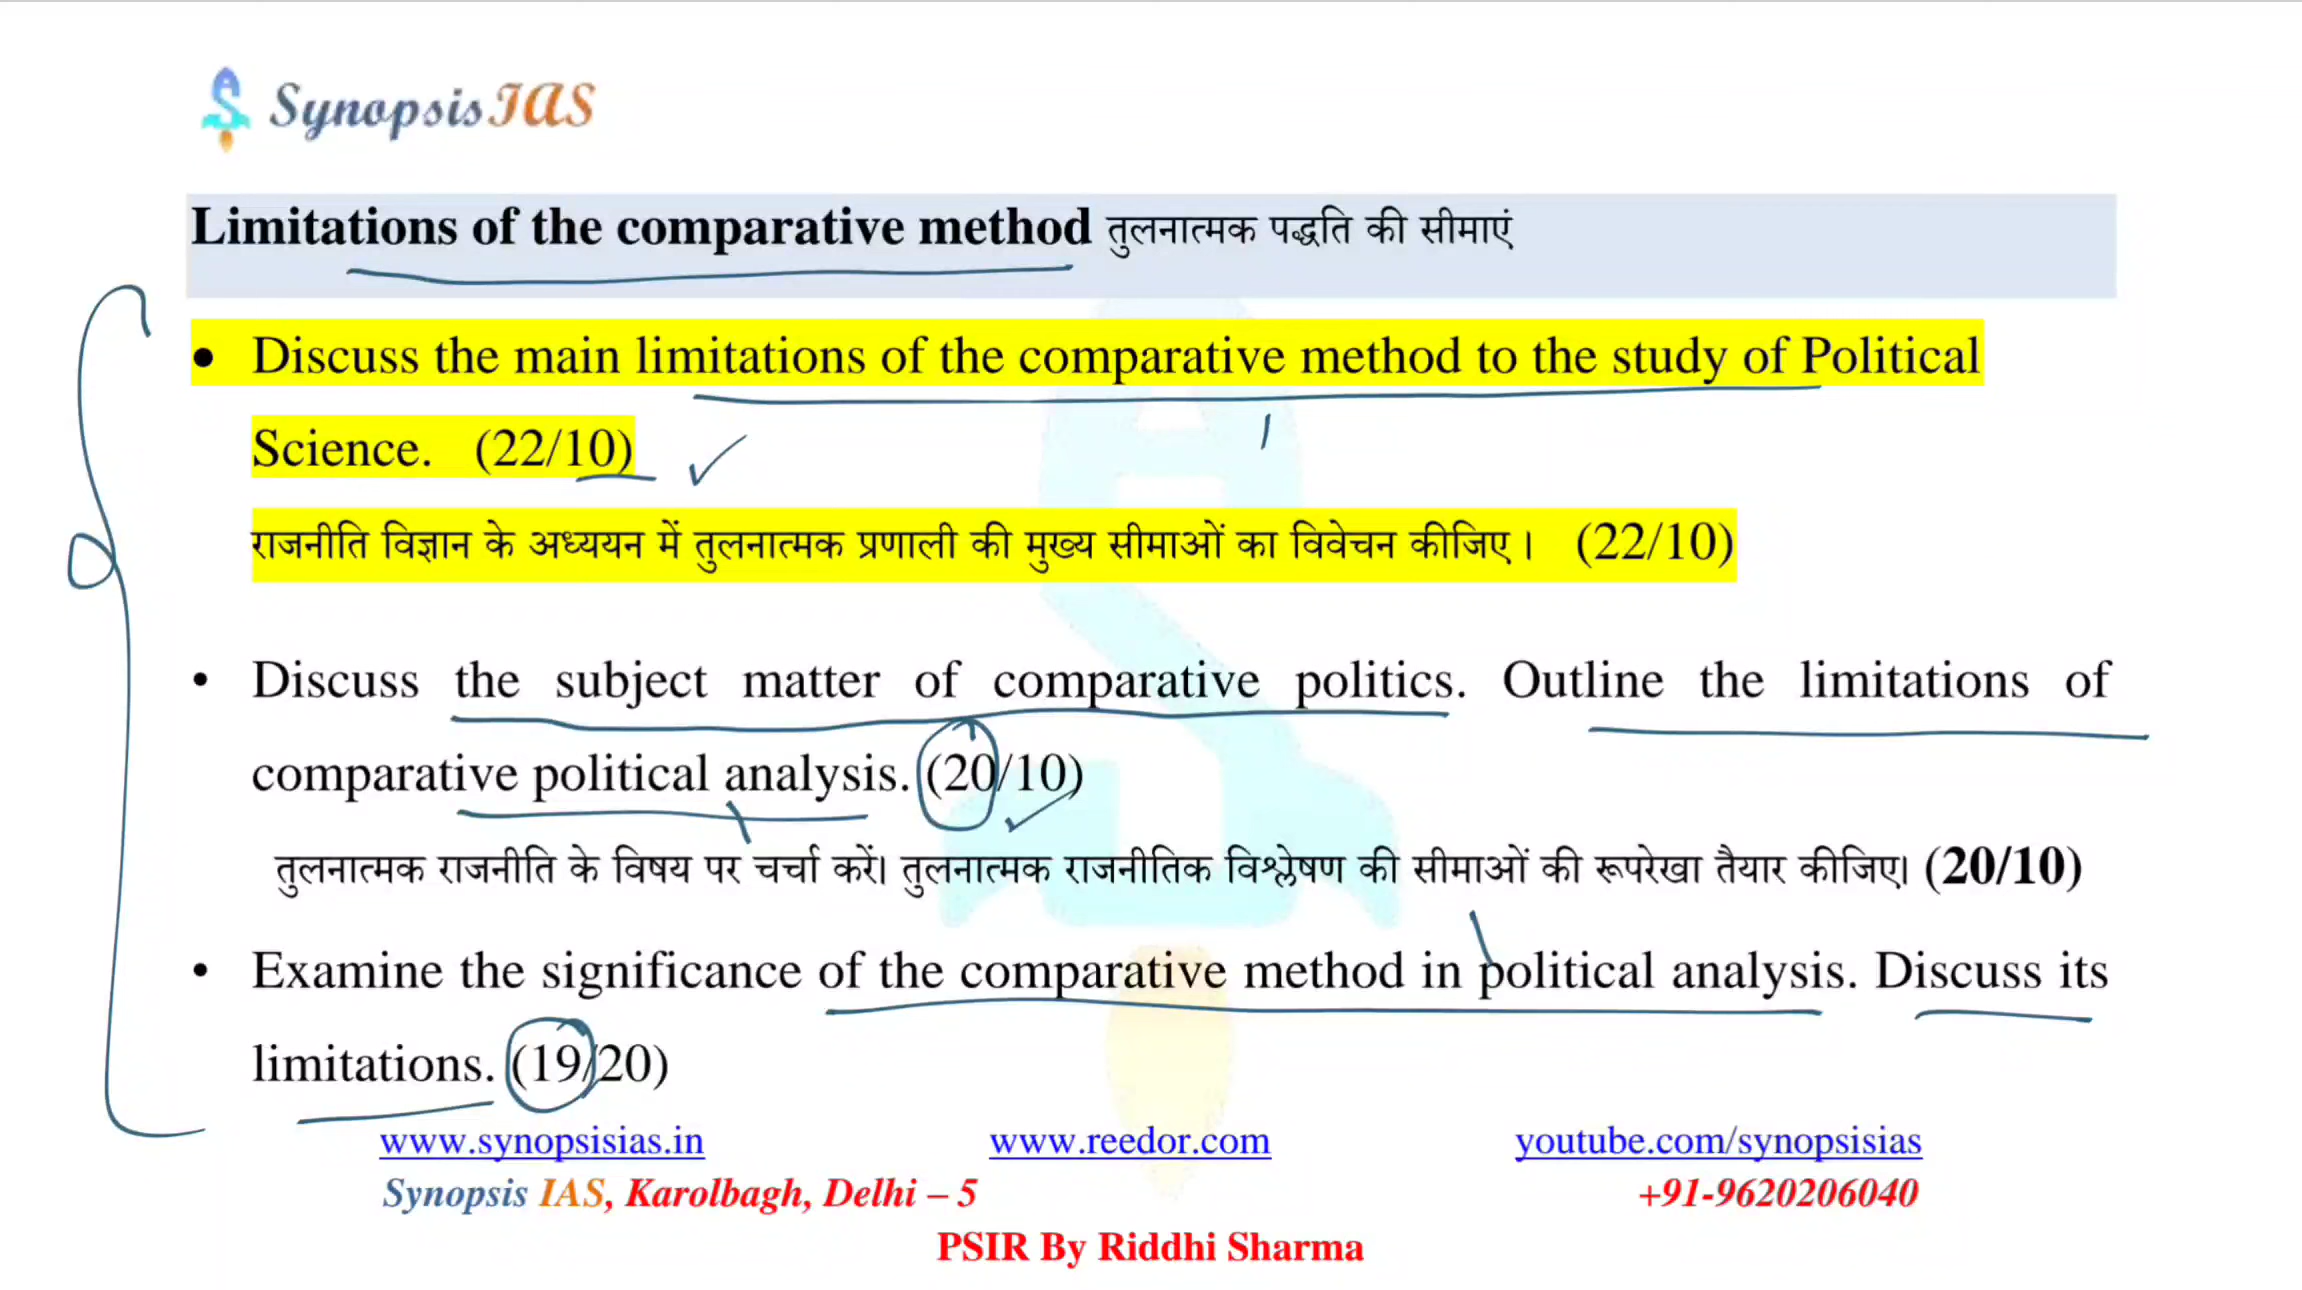 Synopsis IAS
Limitations of the comparative method तुलनात्मक पद्धति की सीमाएं
• Discuss the main limitations of the comparative method to the study of Political
Science. (22/10)
राजनीति विज्ञान के अध्ययन में तुलनात्मक प्रणाली की मुख्य सीमाओं का विवेचन कीजिए। (22/10)
• Discuss the subject matter of comparative politics. Outline the limitations of
comparative political analysis. (20/10)
तुलनात्मक राजनीति के विषय पर चर्चा करें। तुलनात्मक राजनीतिक विश्लेषण की सीमाओं की रूपरेखा तैयार कीजिए। (20/10)
• Examine the significance of the comparative method in political analysis. Discuss its
limitations. (19/20)
www.synopsisias.in www.reedor.com youtube.com/synopsisias
Synopsis IAS, Karolbagh, Delhi – 5 +91-9620206040
PSIR By Riddhi Sharma